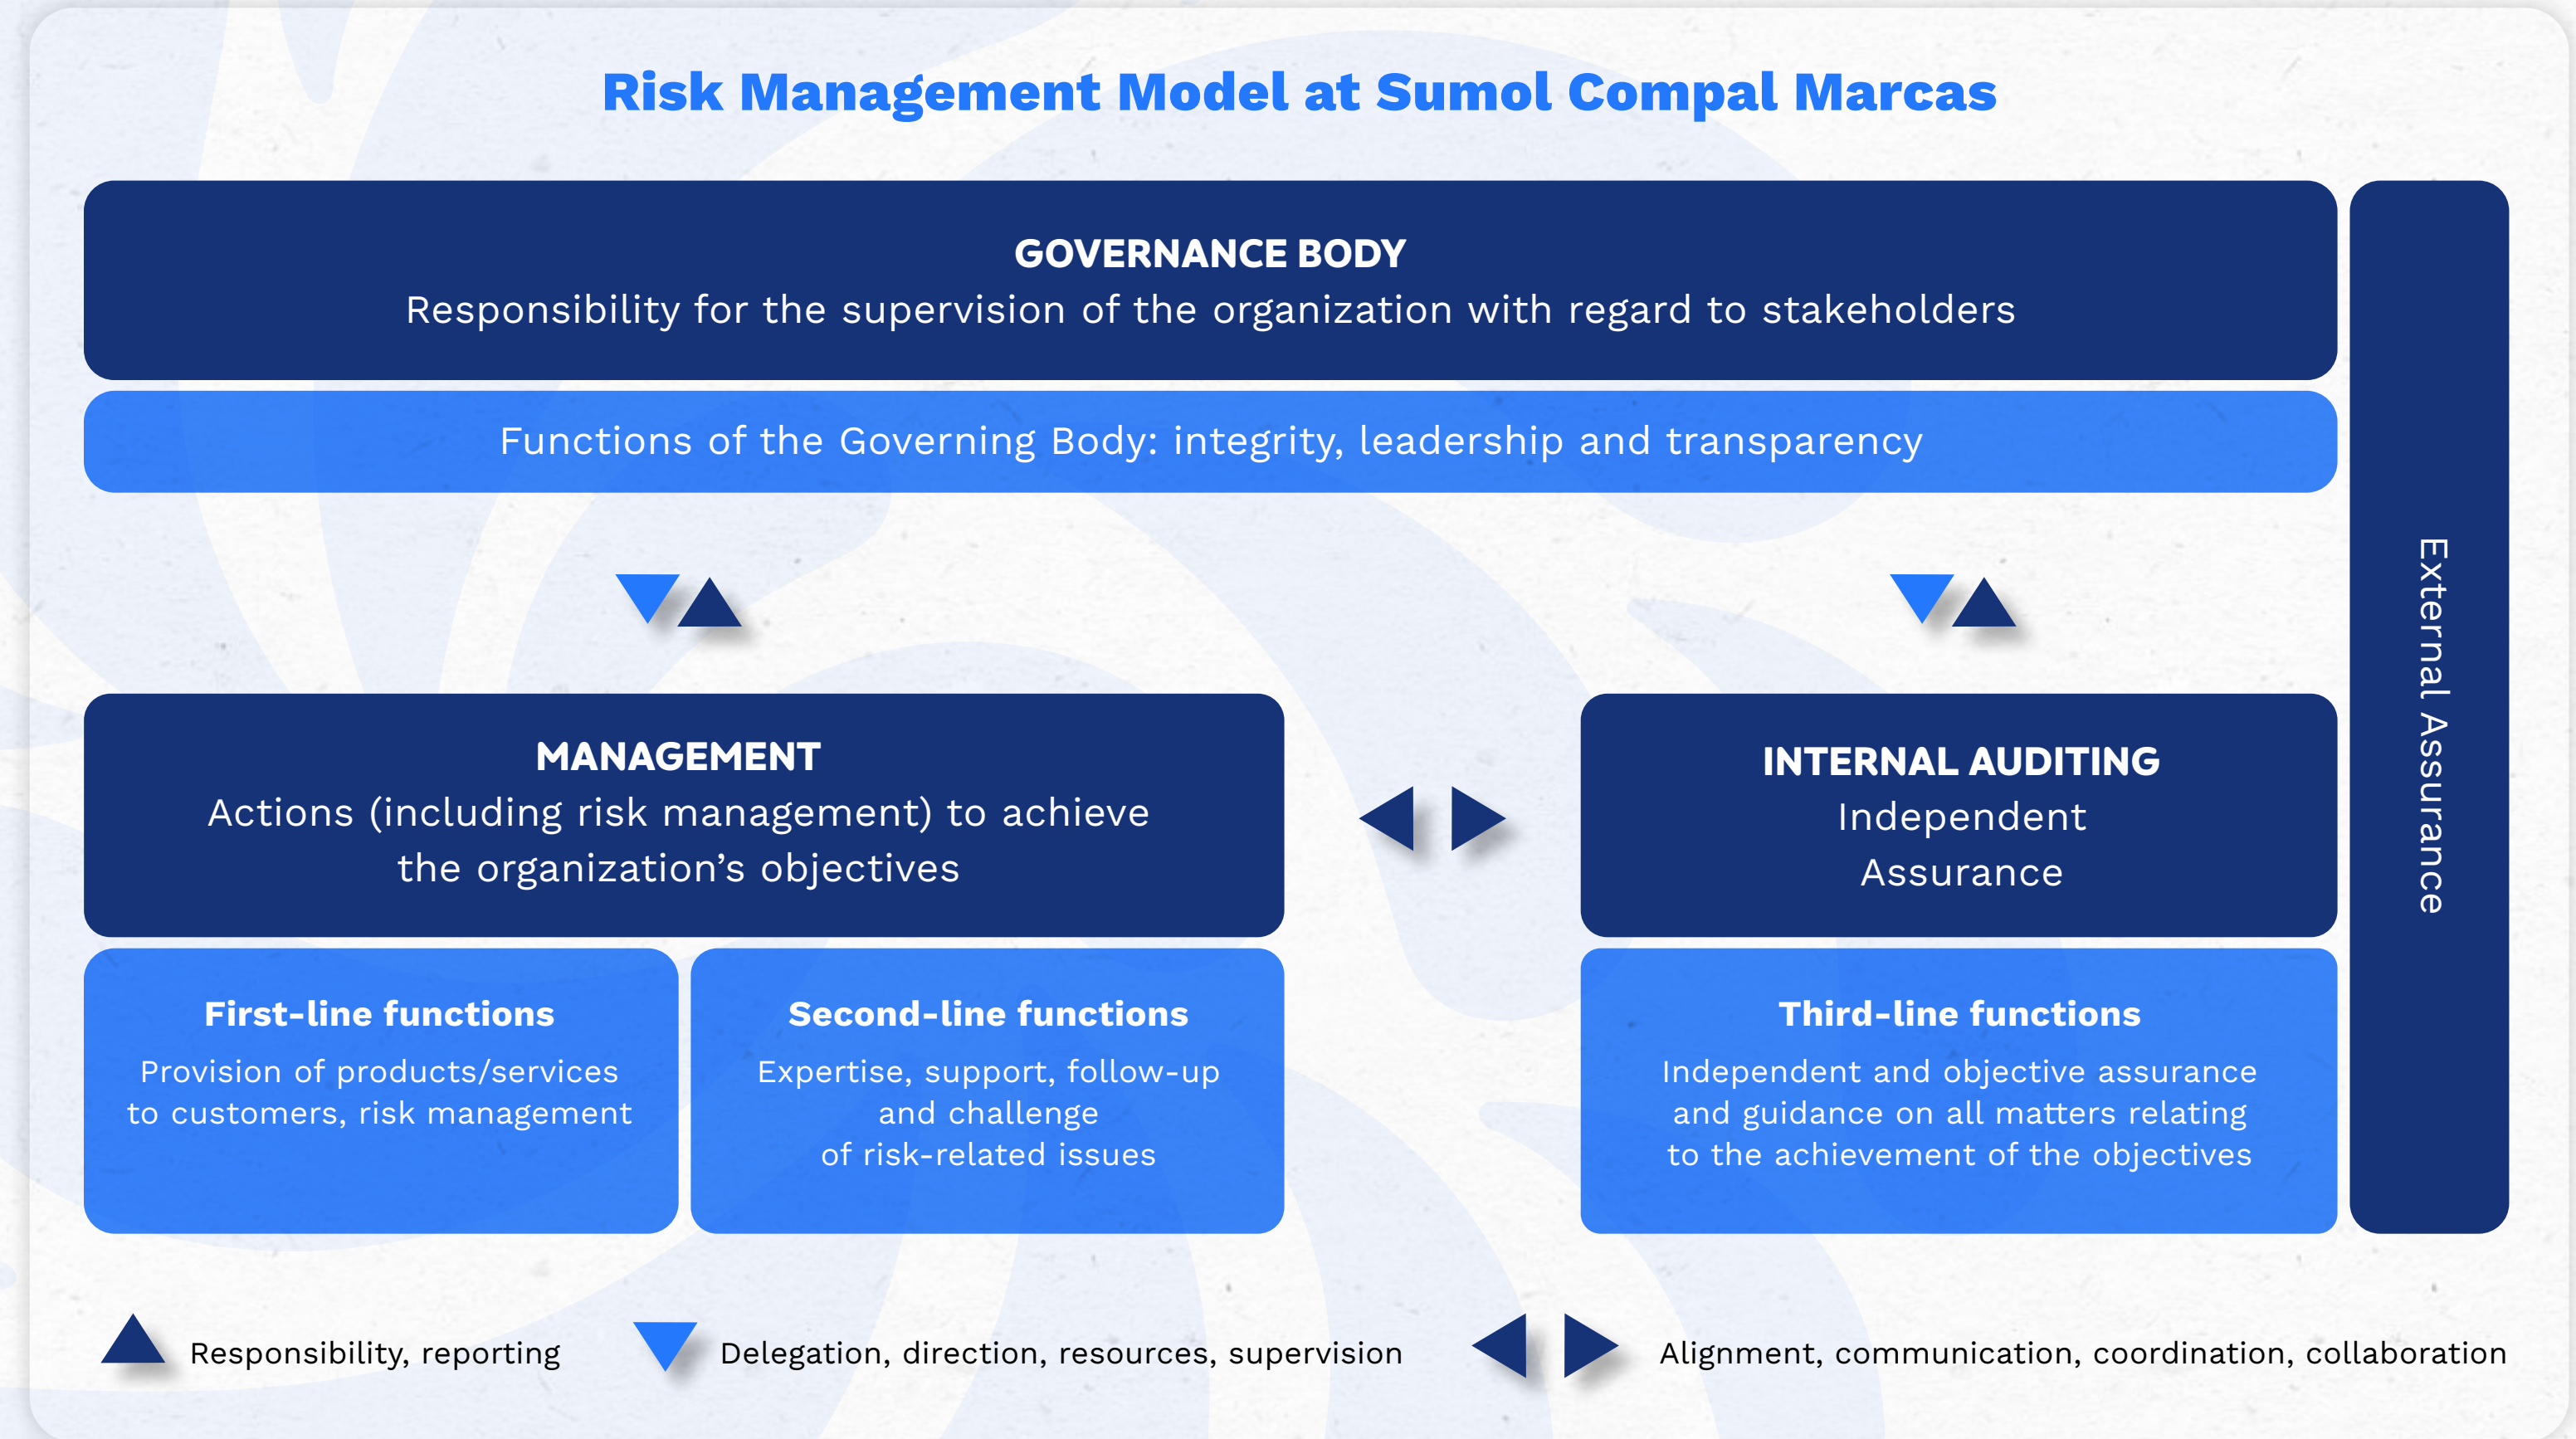 Risk Management Model at Sumol Compal Marcas
GOVERNANCE BODY
Responsibility for the supervision of the organization with regard to stakeholders
Functions of the Governing Body: integrity, leadership and transparency
External Assurance
MANAGEMENT
Actions (including risk management) to achieve
the organization’s objectives
INTERNAL AUDITING
Independent
Assurance
First-line functions
Provision of products/services
to customers, risk management
Second-line functions
Expertise, support, follow-up
and challenge
of risk-related issues
Third-line functions
Independent and objective assurance
and guidance on all matters relating
to the achievement of the objectives
Responsibility, reporting
Delegation, direction, resources, supervision
Alignment, communication, coordination, collaboration